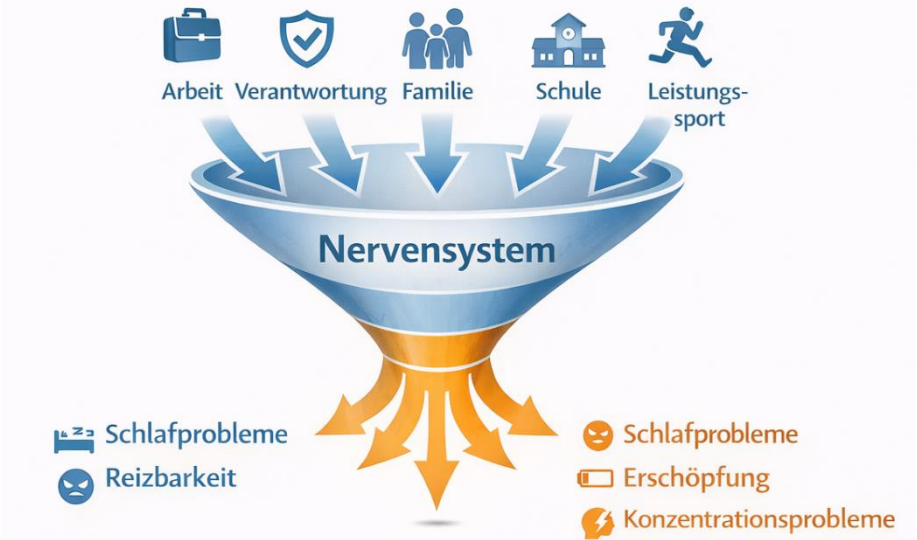 Arbeit Verantwortung Familie Schule Leistungs-
sport
Nervensystem
Schlafprobleme
Reizbarkeit
Schlafprobleme
Erschöpfung
Konzentrationsprobleme